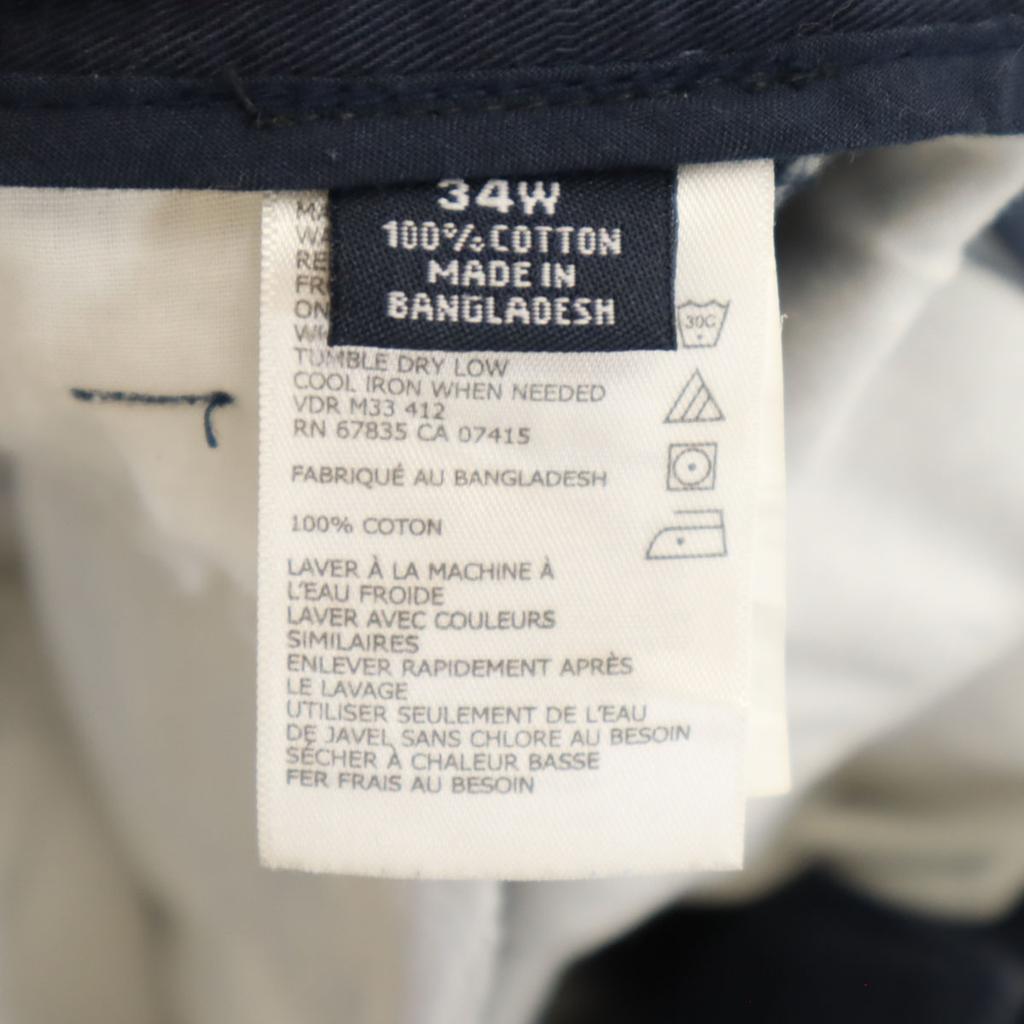 34W
100% COTTON
MADE IN
BANGLADESH
30C
TUMBLE DRY LOW
COOL IRON WHEN NEEDED
VDR M33 412
RN 67835 CA 07415
FABRIQUÉ AU BANGLADESH
100% COTON
LAVER À LA MACHINE À
L'EAU FROIDE
LAVER AVEC COULEURS
SIMILAIRES
ENLEVER RAPIDEMENT APRÈS
LE LAVAGE
UTILISER SEULEMENT DE L'EAU
DE JAVEL SANS CHLORE AU BESOIN
SÉCHER À CHALEUR BASSE
FER FRAIS AU BESOIN